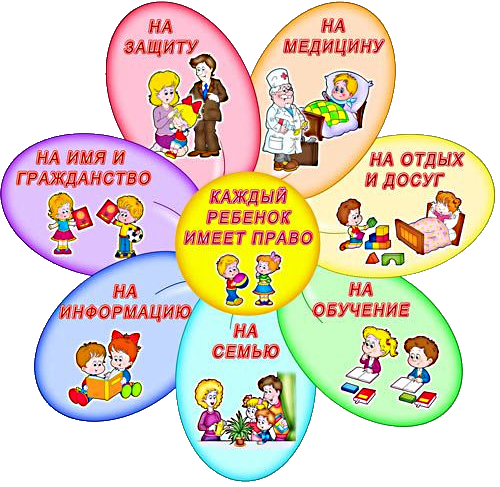 КАЖДЫЙ
РЕБЕНОК
ИМЕЕТ ПРАВО
НА
ЗАЩИТУ
НА
МЕДИЦИНУ
НА ОТДЫХ
И ДОСУГ
НА
ОБУЧЕНИЕ
НА
СЕМЬЮ
НА
ИНФОРМАЦИЮ
НА ИМЯ И
ГРАЖДАНСТВО